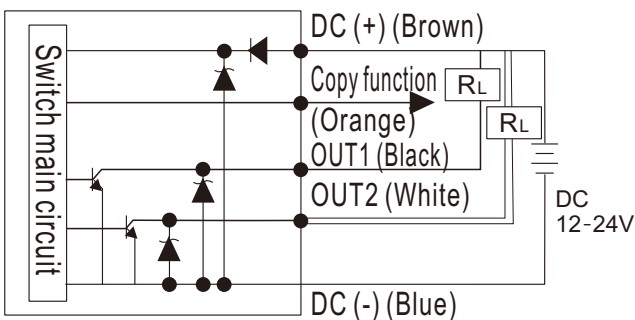 Switch main circuit
DC (+) (Brown)
Copy function
(Orange)
OUT1 (Black)
OUT2 (White)
DC (-) (Blue)
RL
RL
DC
12-24V